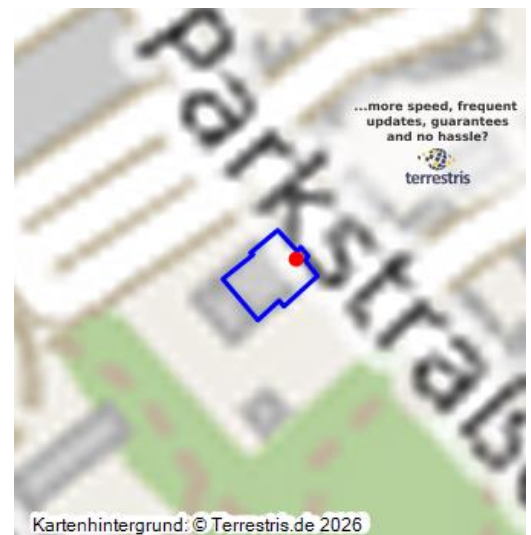 Parkstraße
...more speed, frequent
updates, guarantees
and no hassle?
terrestris
Kartenhintergrund: © Terrestris.de 2026